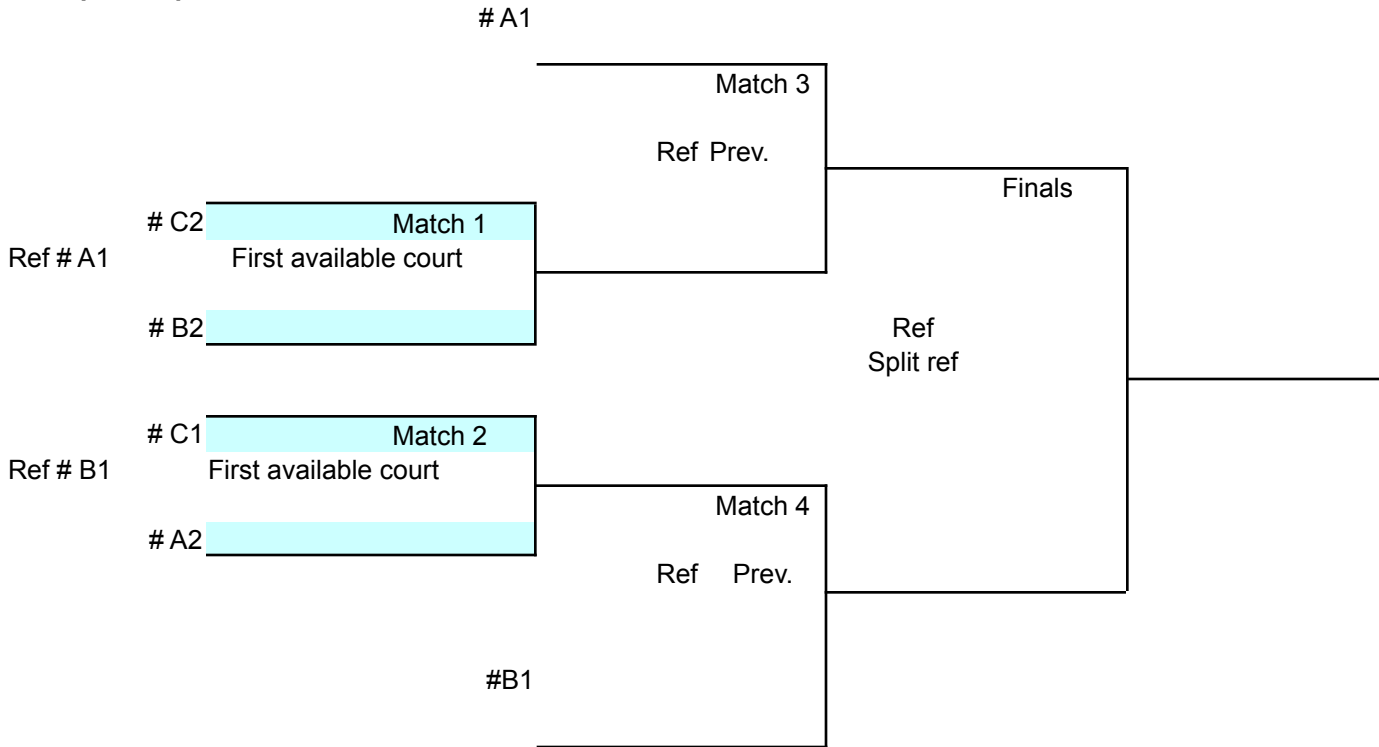 # A1
Match 3
Ref Prev.
Finals
# C2 Match 1
Ref # A1 First available court
# B2
Ref
Split ref
# C1 Match 2
Ref # B1 First available court
Match 4
# A2
Ref Prev.
#B1